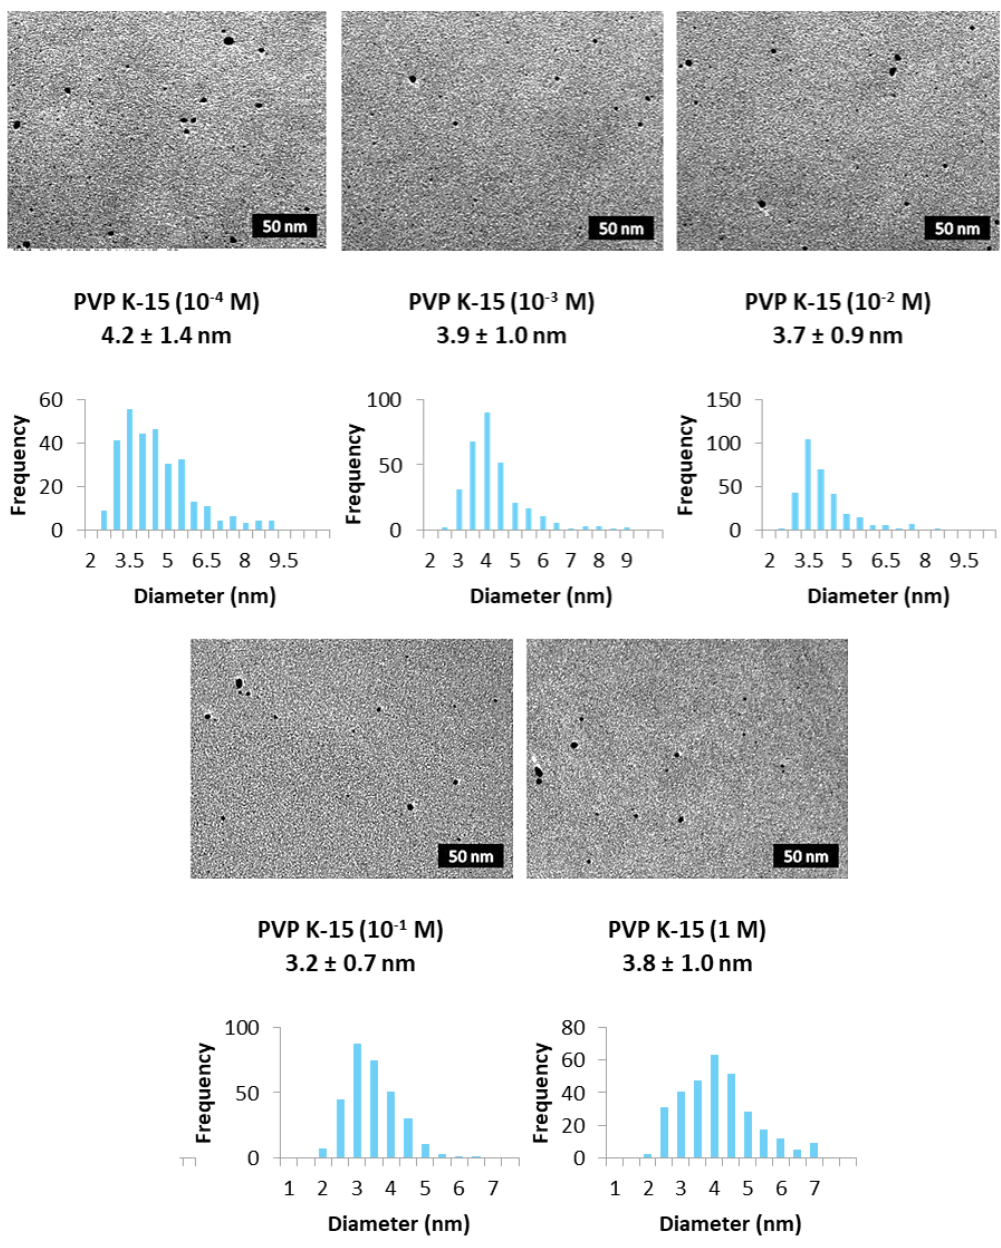 50 nm
50 nm
50 nm
PVP K-15 (10⁻⁴ M)
4.2 ± 1.4 nm
PVP K-15 (10⁻³ M)
3.9 ± 1.0 nm
PVP K-15 (10⁻² M)
3.7 ± 0.9 nm
Frequency
60
40
20
0
2 3.5 5 6.5 8 9.5
Diameter (nm)
Frequency
100
50
0
2 3 4 5 6 7 8 9
Diameter (nm)
Frequency
150
100
50
0
2 3.5 5 6.5 8 9.5
Diameter (nm)
50 nm
50 nm
PVP K-15 (10⁻¹ M)
3.2 ± 0.7 nm
PVP K-15 (1 M)
3.8 ± 1.0 nm
Frequency
100
50
0
1 2 3 4 5 6 7
Diameter (nm)
Frequency
80
60
40
20
0
1 2 3 4 5 6 7
Diameter (nm)